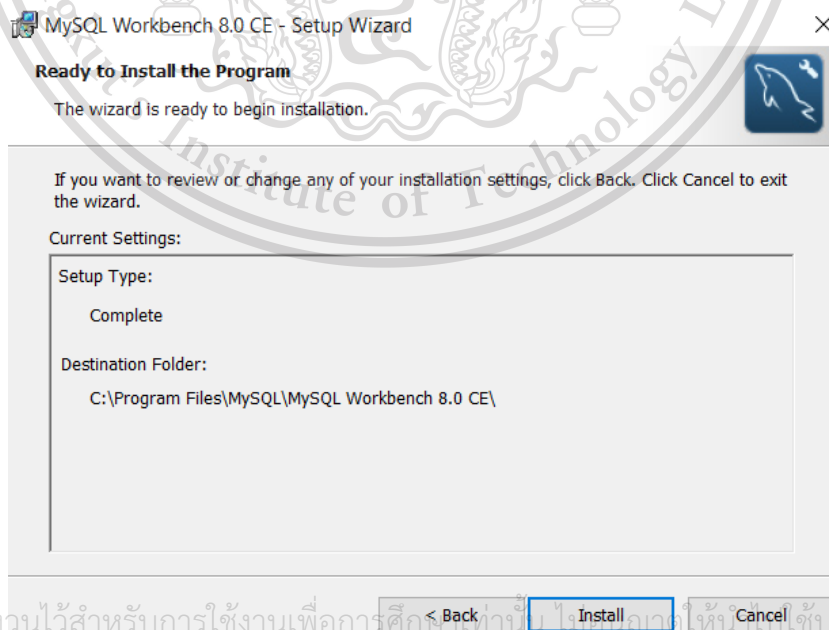 MySQL Workbench 8.0 CE - Setup Wizard
Ready to Install the Program
The wizard is ready to begin installation.
Institute of Technology
If you want to review or change any of your installation settings, click Back. Click Cancel to exit
the wizard.
Current Settings:
Setup Type:
Complete
Destination Folder:
C:\Program Files\MySQL\MySQL Workbench 8.0 CE\
< Back
Install
Cancel